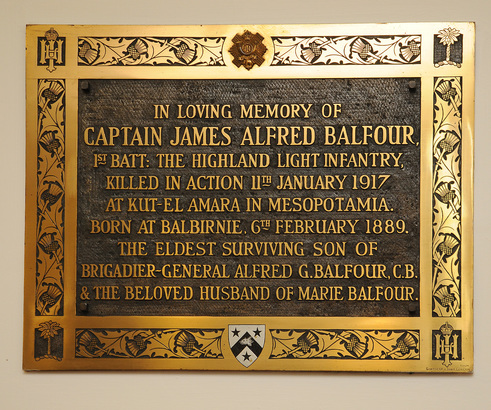 IN LOVING MEMORY OF
CAPTAIN JAMES ALFRED BALFOUR,
1ST BATT: THE HIGHLAND LIGHT INFANTRY,
KILLED IN ACTION 11TH JANUARY 1917
AT KUT-EL AMARA IN MESOPOTAMIA.
BORN AT BALBIRNIE, 6TH FEBRUARY 1889.
THE ELDEST SURVIVING SON OF
BRIGADIER-GENERAL ALFRED G. BALFOUR, C.B.
& THE BELOVED HUSBAND OF MARIE BALFOUR.